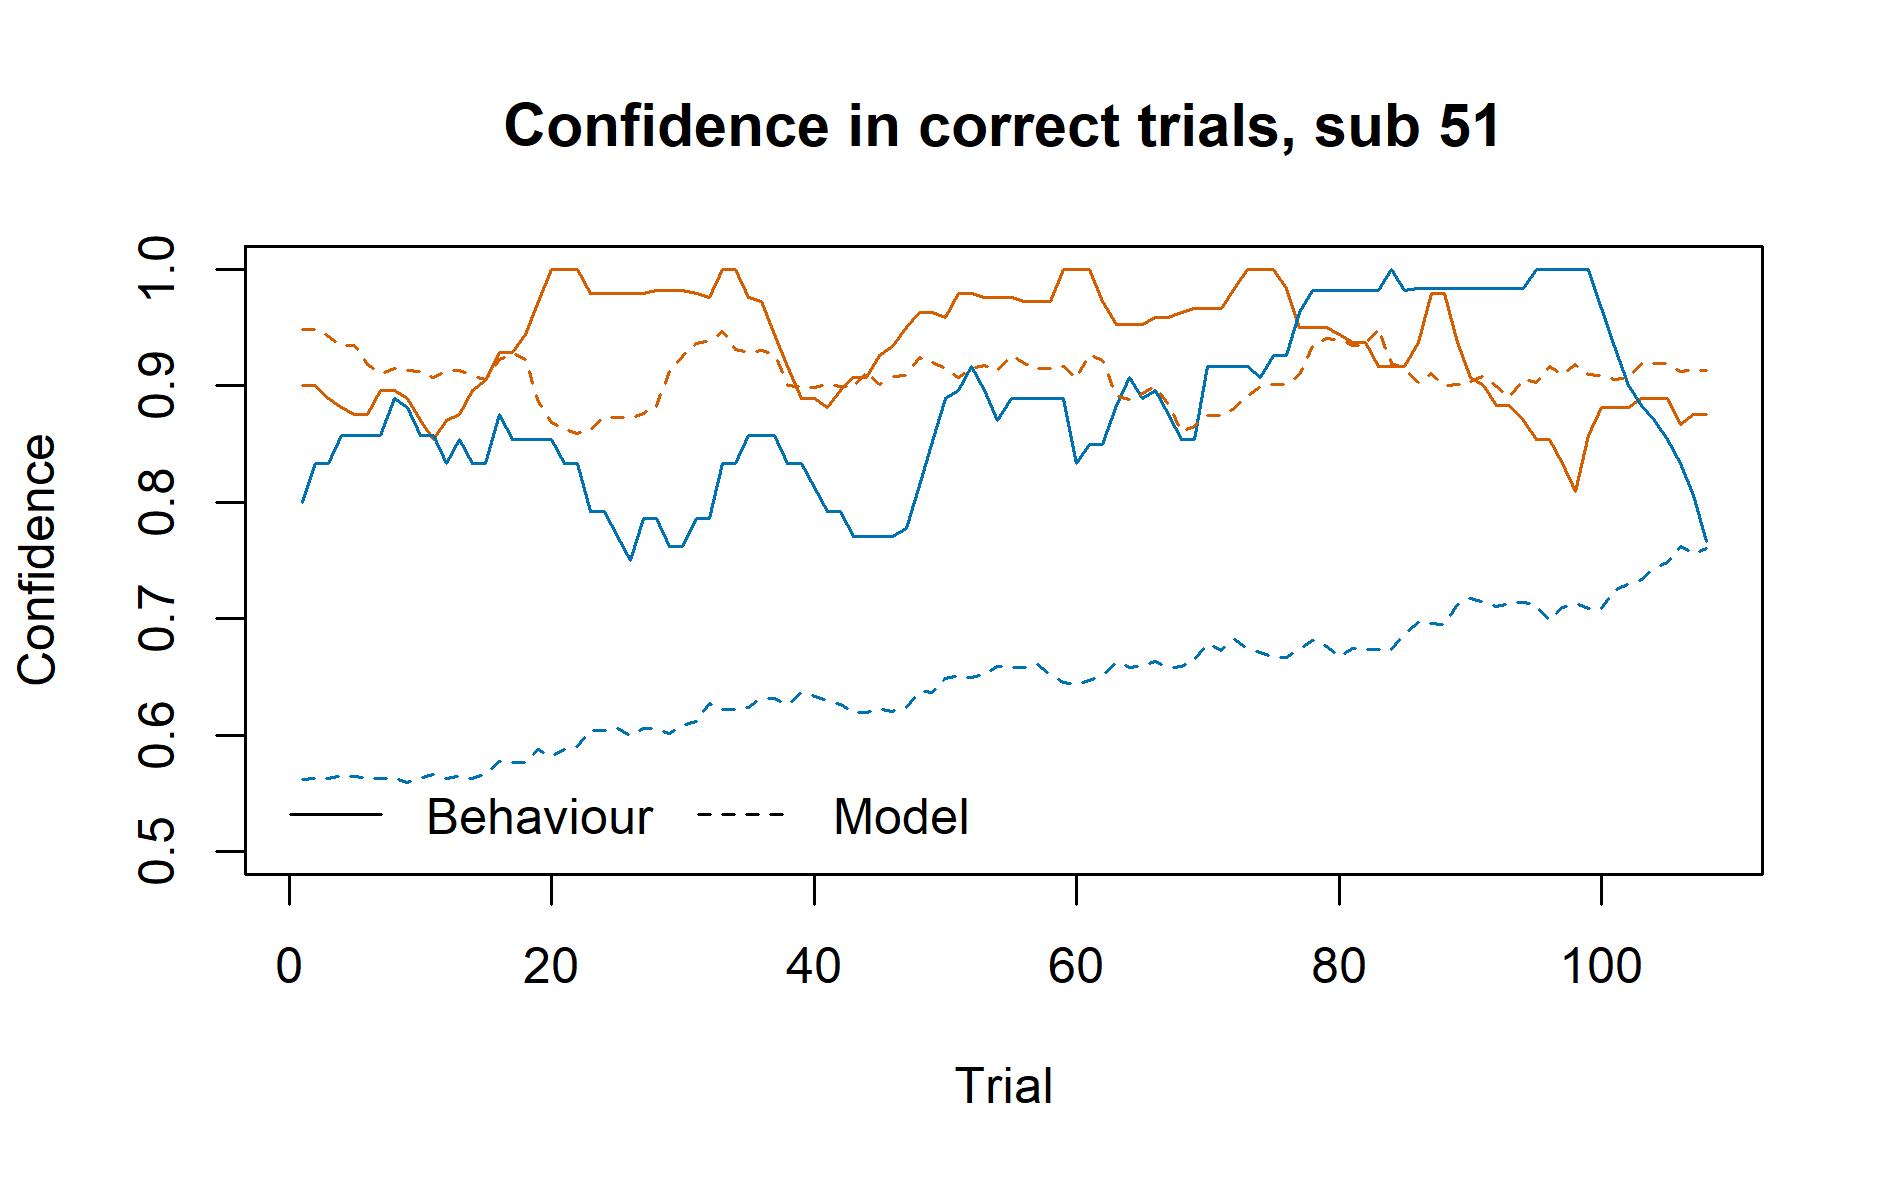 Confidence in correct trials, sub 51
Confidence
1.0
0.9
0.8
0.7
0.6
0.5
Behaviour
Model
0 20 40 60 80 100
Trial